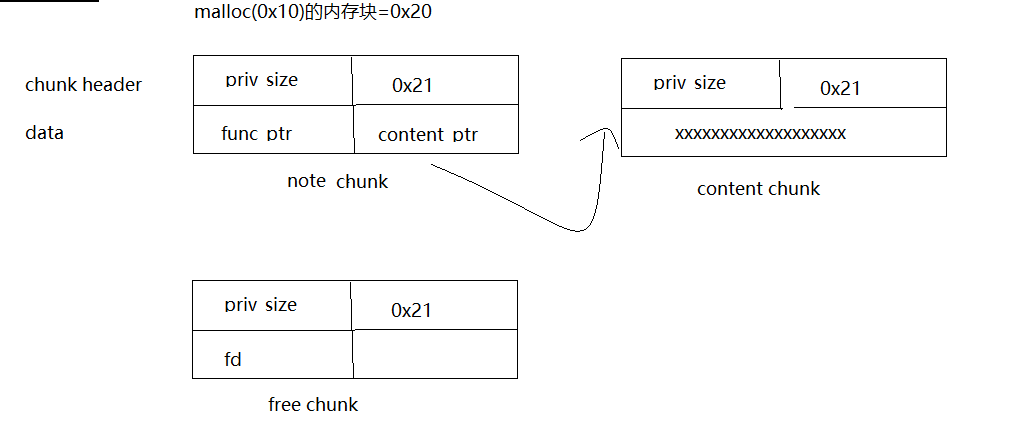 malloc(0x10)的内存块=0x20
chunk header
priv size
0x21
priv size
0x21
data
func ptr
content ptr
xxxxxxxxxxxxxxxxxxx
note chunk
content chunk
priv size
0x21
fd
free chunk